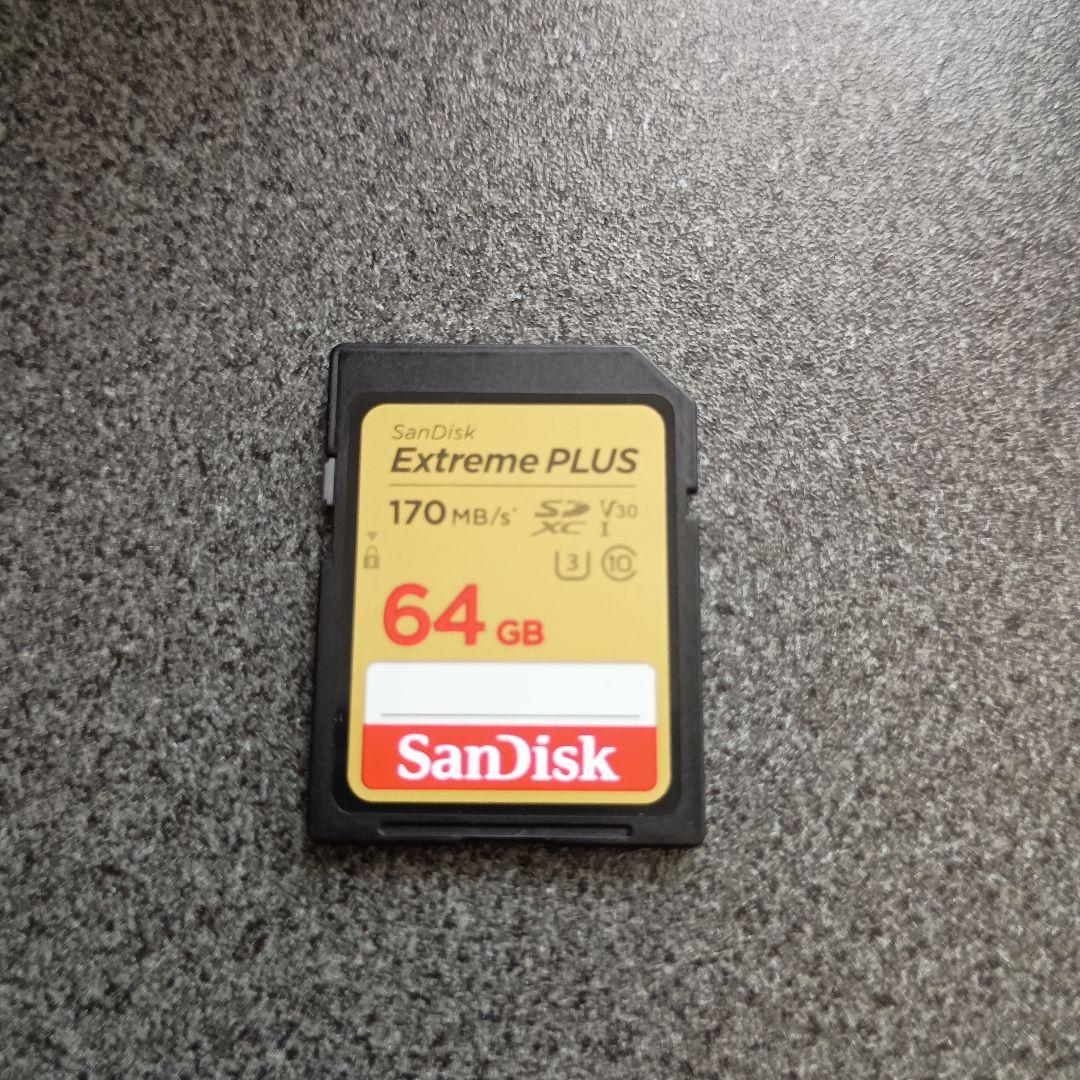 SanDisk
Extreme PLUS
170 MB/s* SD XC V30 I
3 10
64 GB
SanDisk